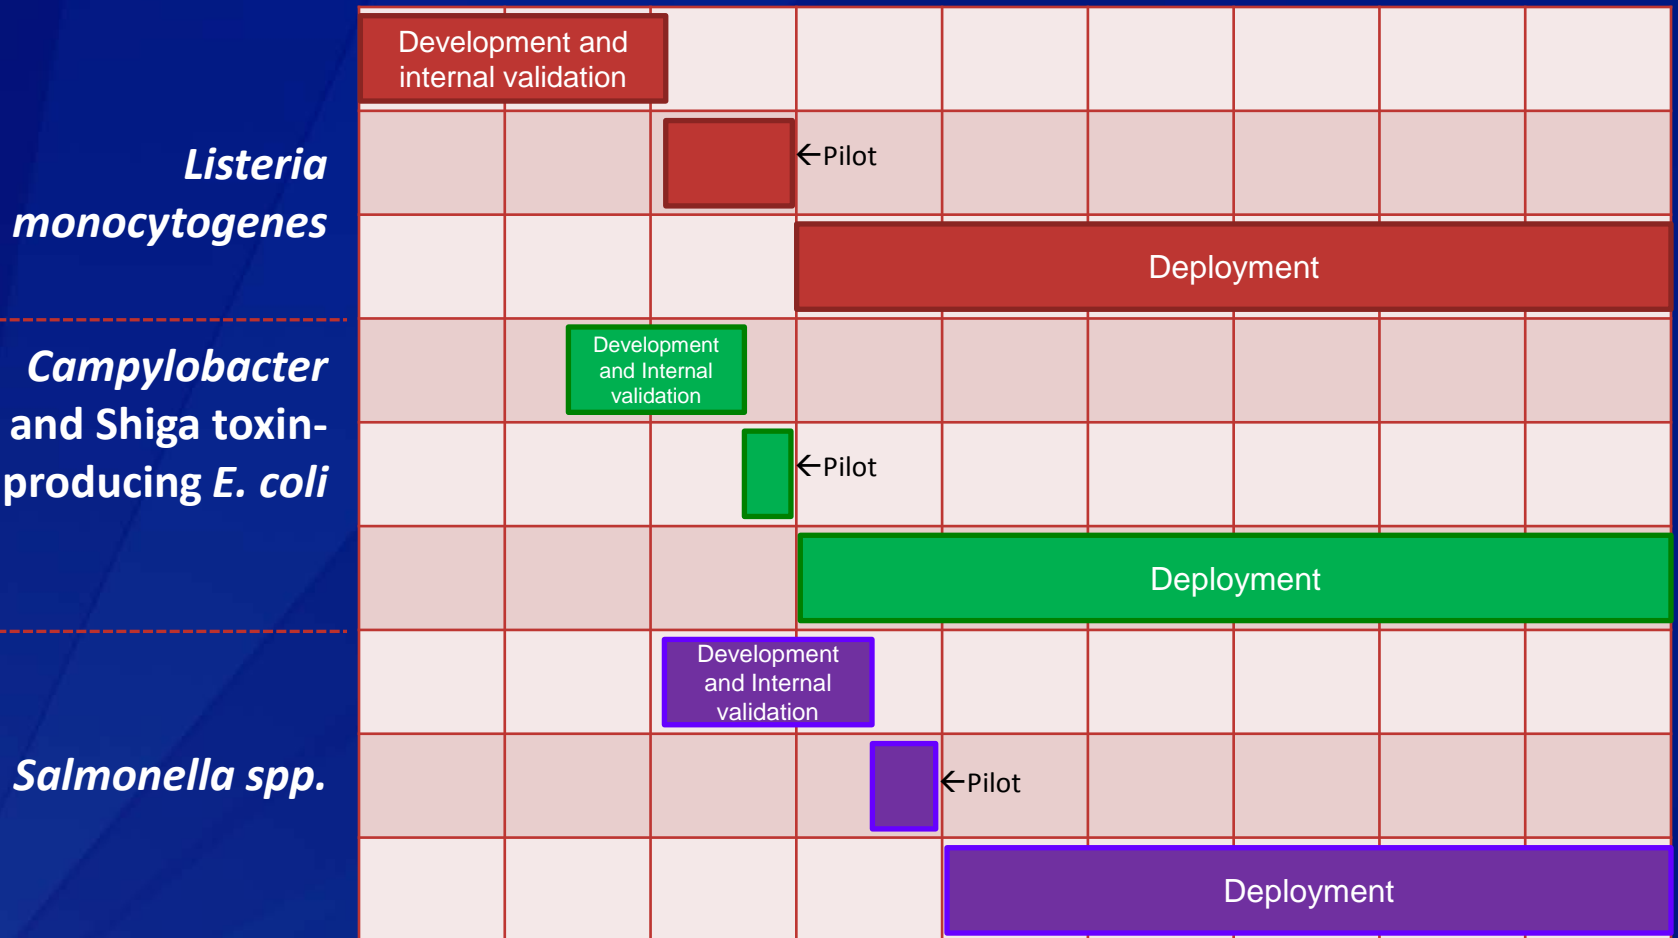 Development and
internal validation
Listeria
monocytogenes
←Pilot
Deployment
Campylobacter
and Shiga toxin-
producing E. coli
Development
and Internal
validation
←Pilot
Deployment
Salmonella spp.
Development
and Internal
validation
←Pilot
Deployment